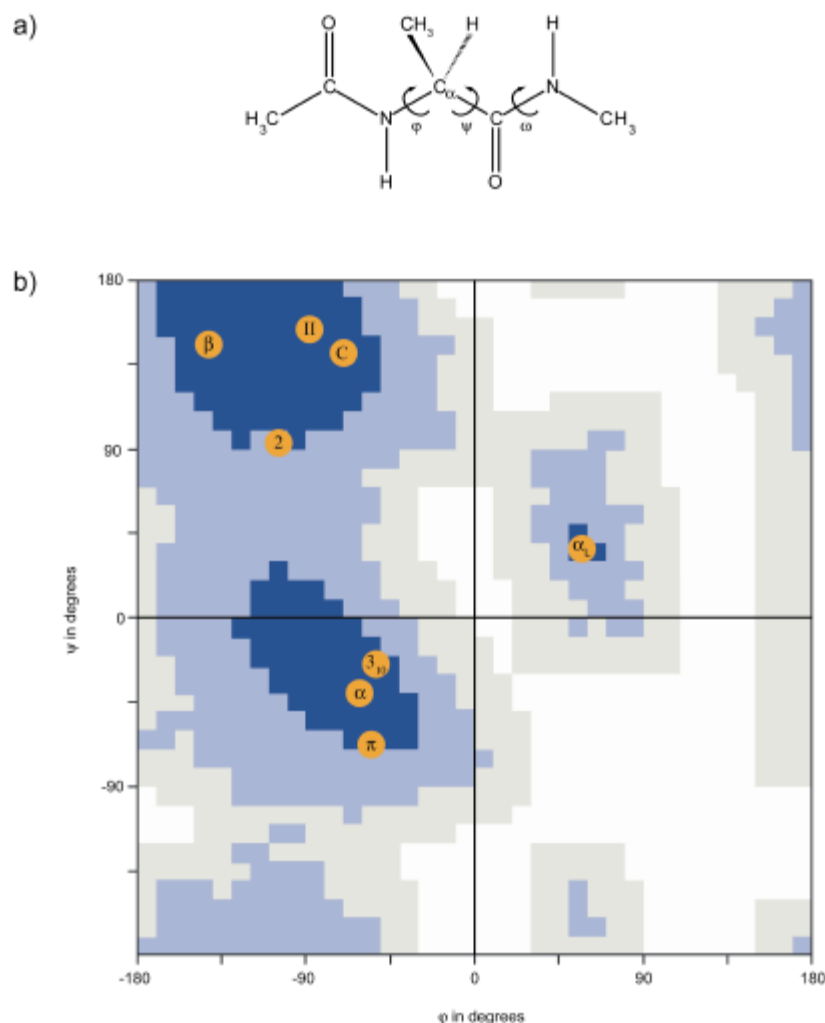 a)
O
CH₃ H
H
C
Cα
N
H₃C
N
C
CH₃
φ ψ ω
H
O
b)
180
β
II
C
2
90
αL
0
3₁₀
α
π
-90
-180 -90 0 90 180
ψ in degrees
φ in degrees